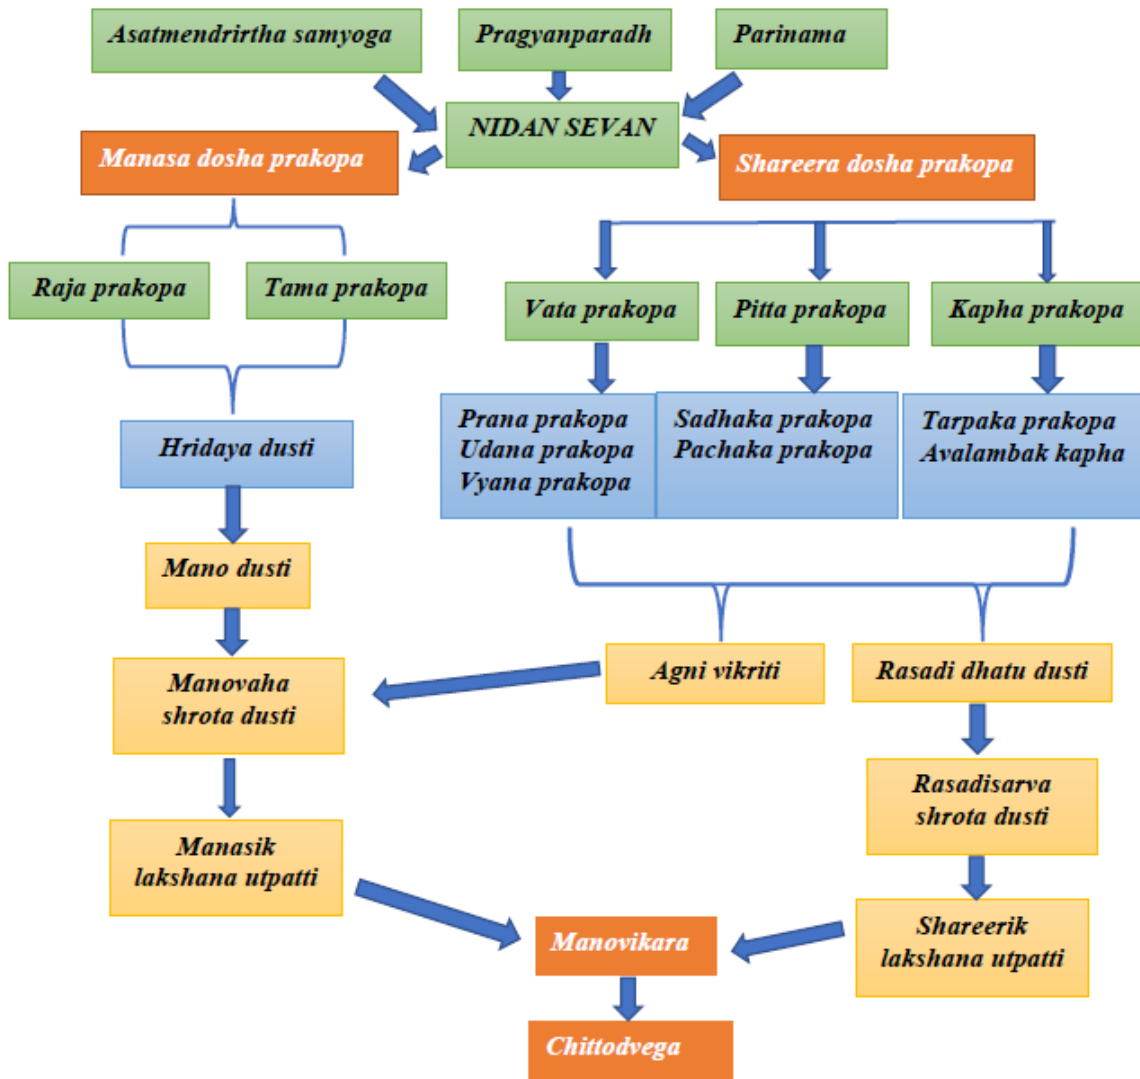 Asatmendrirtha samyoga
Pragyanparadh
Parinama
NIDAN SEVAN
Manasa dosha prakopa
Shareera dosha prakopa
Raja prakopa
Tama prakopa
Vata prakopa
Pitta prakopa
Kapha prakopa
Prana prakopa
Udana prakopa
Vyana prakopa
Sadhaka prakopa
Pachaka prakopa
Tarpaka prakopa
Avalambak kapha
Hridaya dusti
Mano dusti
Manovaha
shrota dusti
Agni vikriti
Rasadi dhatu dusti
Rasadisarva
shrota dusti
Manasik
lakshana utpatti
Shareerik
lakshana utpatti
Manovikara
Chittodvega